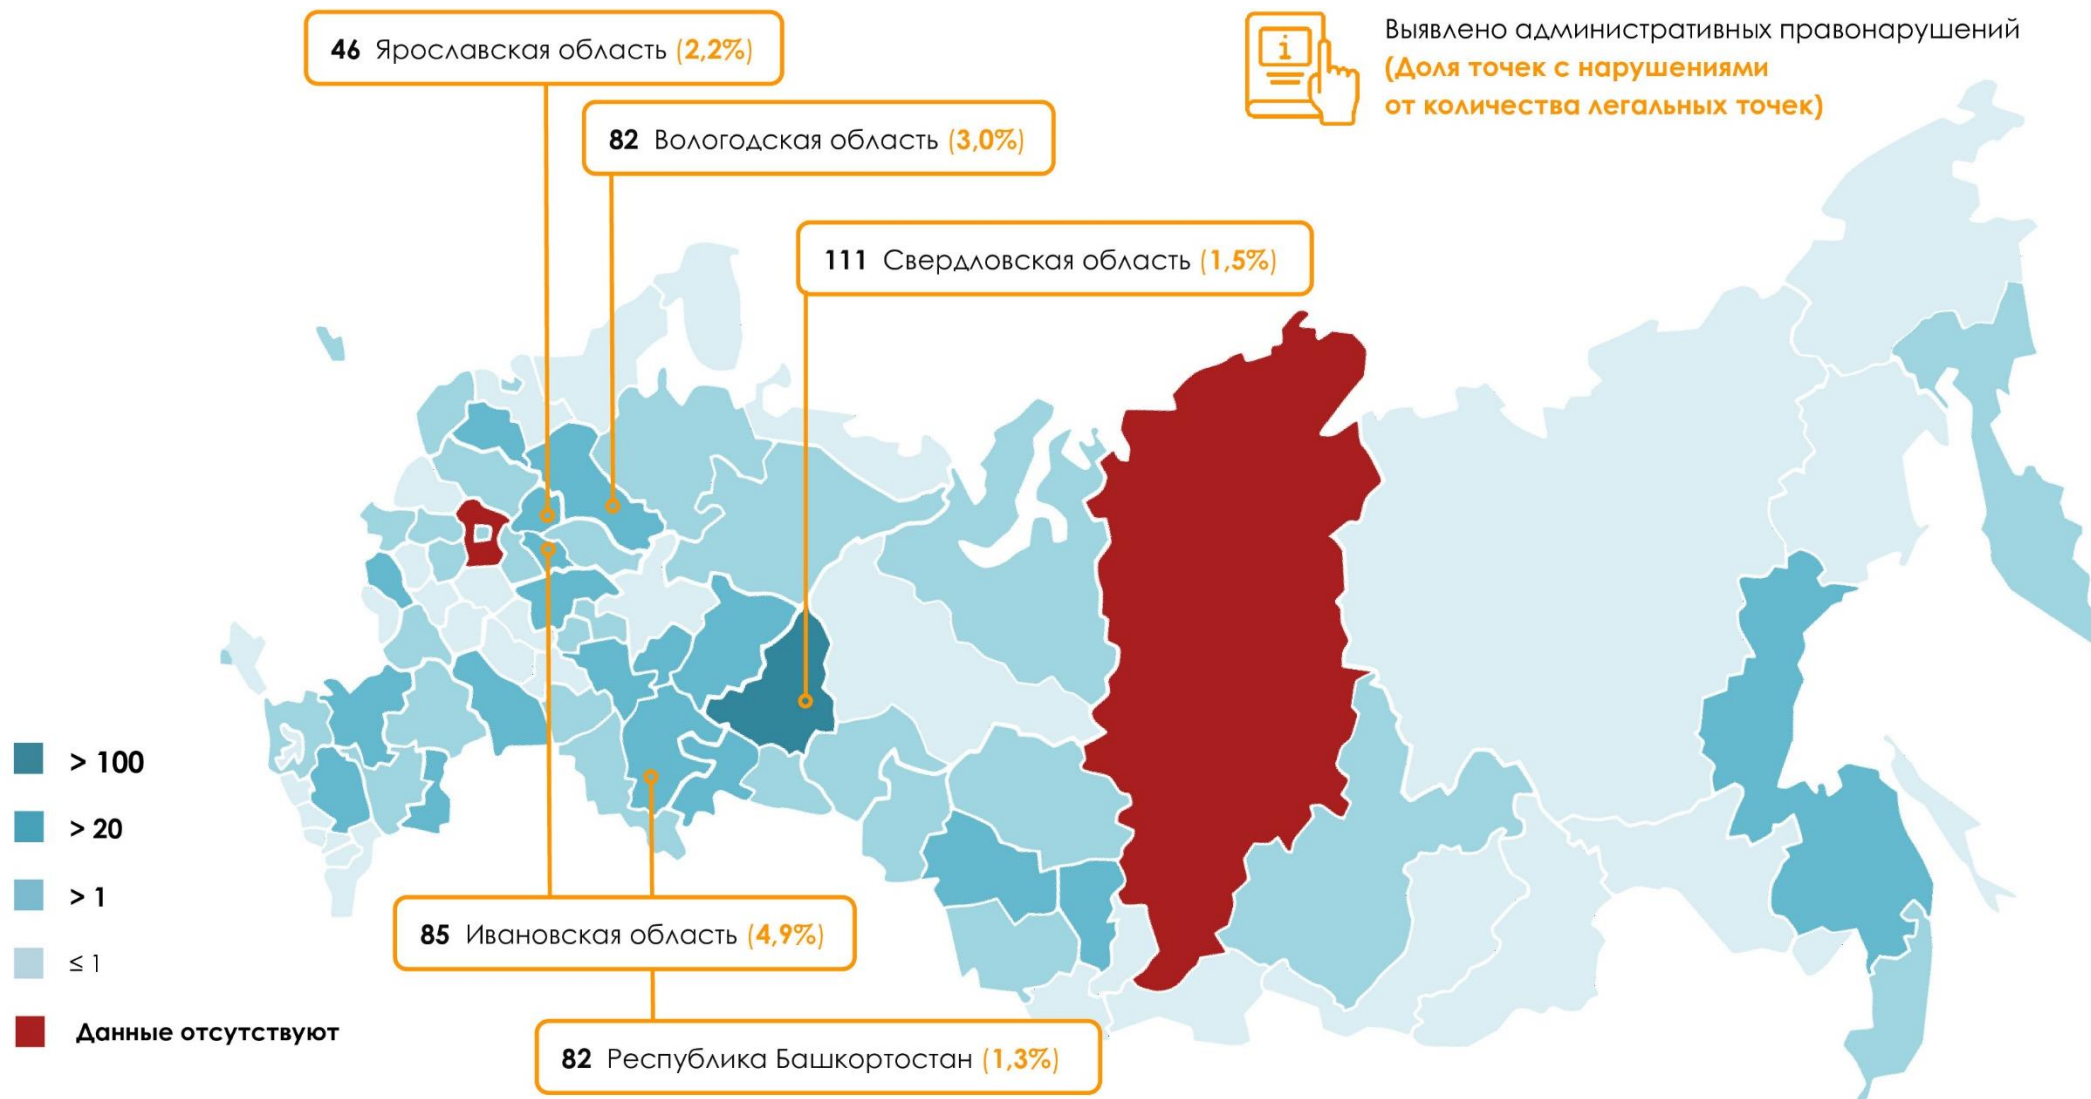 46 Ярославская область (2,2%)
Выявлено административных правонарушений
(Доля точек с нарушениями
от количества легальных точек)
82 Вологодская область (3,0%)
111 Свердловская область (1,5%)
> 100
> 20
> 1
≤ 1
Данные отсутствуют
85 Ивановская область (4,9%)
82 Республика Башкортостан (1,3%)